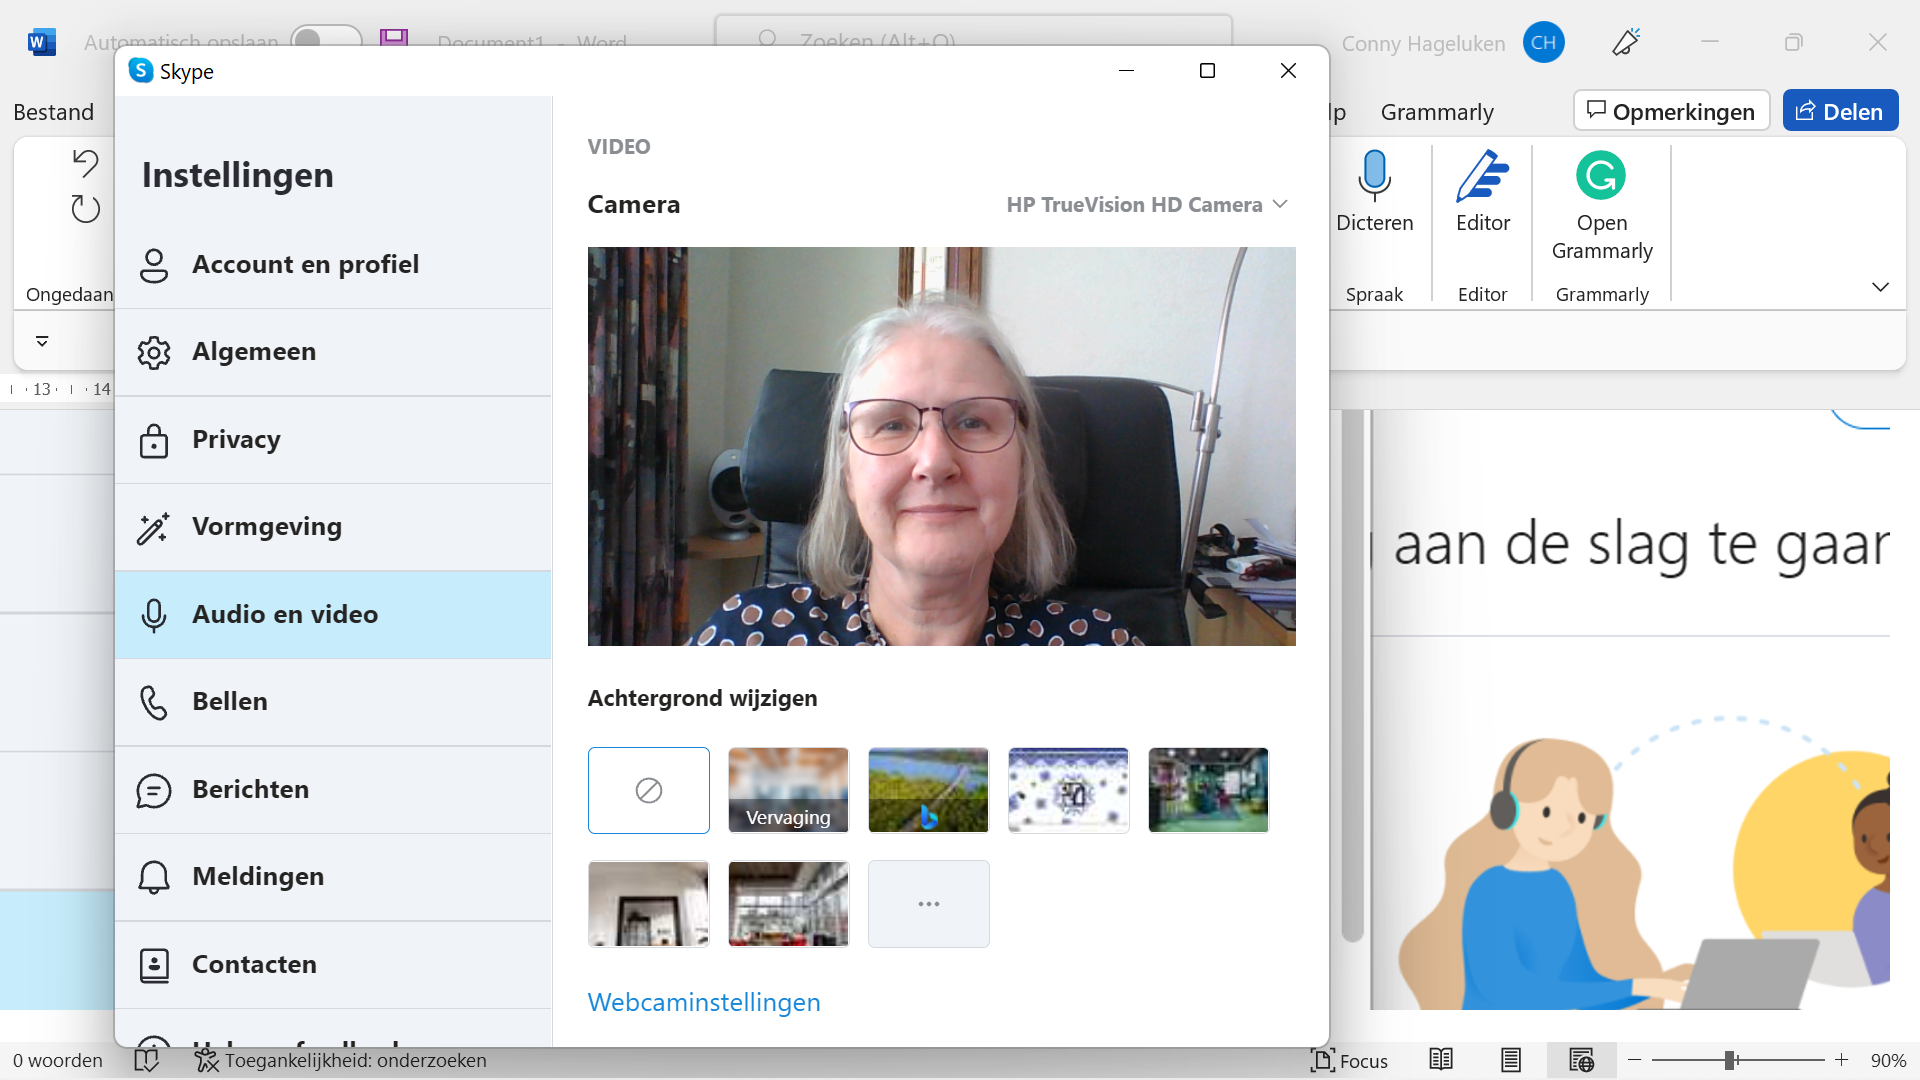 Automatisch opslaan
Document1 - Word
Zoeken (Alt+Q)
Conny Hageluken
CH
Skype
Bestand
Grammarly
Opmerkingen
Delen
Ongedaan
Dicteren
Editor
Open
Grammarly
Spraak
Editor
Grammarly
13
14
Instellingen
Account en profiel
Algemeen
Privacy
Vormgeving
Audio en video
Bellen
Berichten
Meldingen
Contacten
VIDEO
Camera
HP TrueVision HD Camera
Achtergrond wijzigen
Vervaging
Webcaminstellingen
aan de slag te gaan
0 woorden
Toegankelijkheid: onderzoeken
Focus
90%